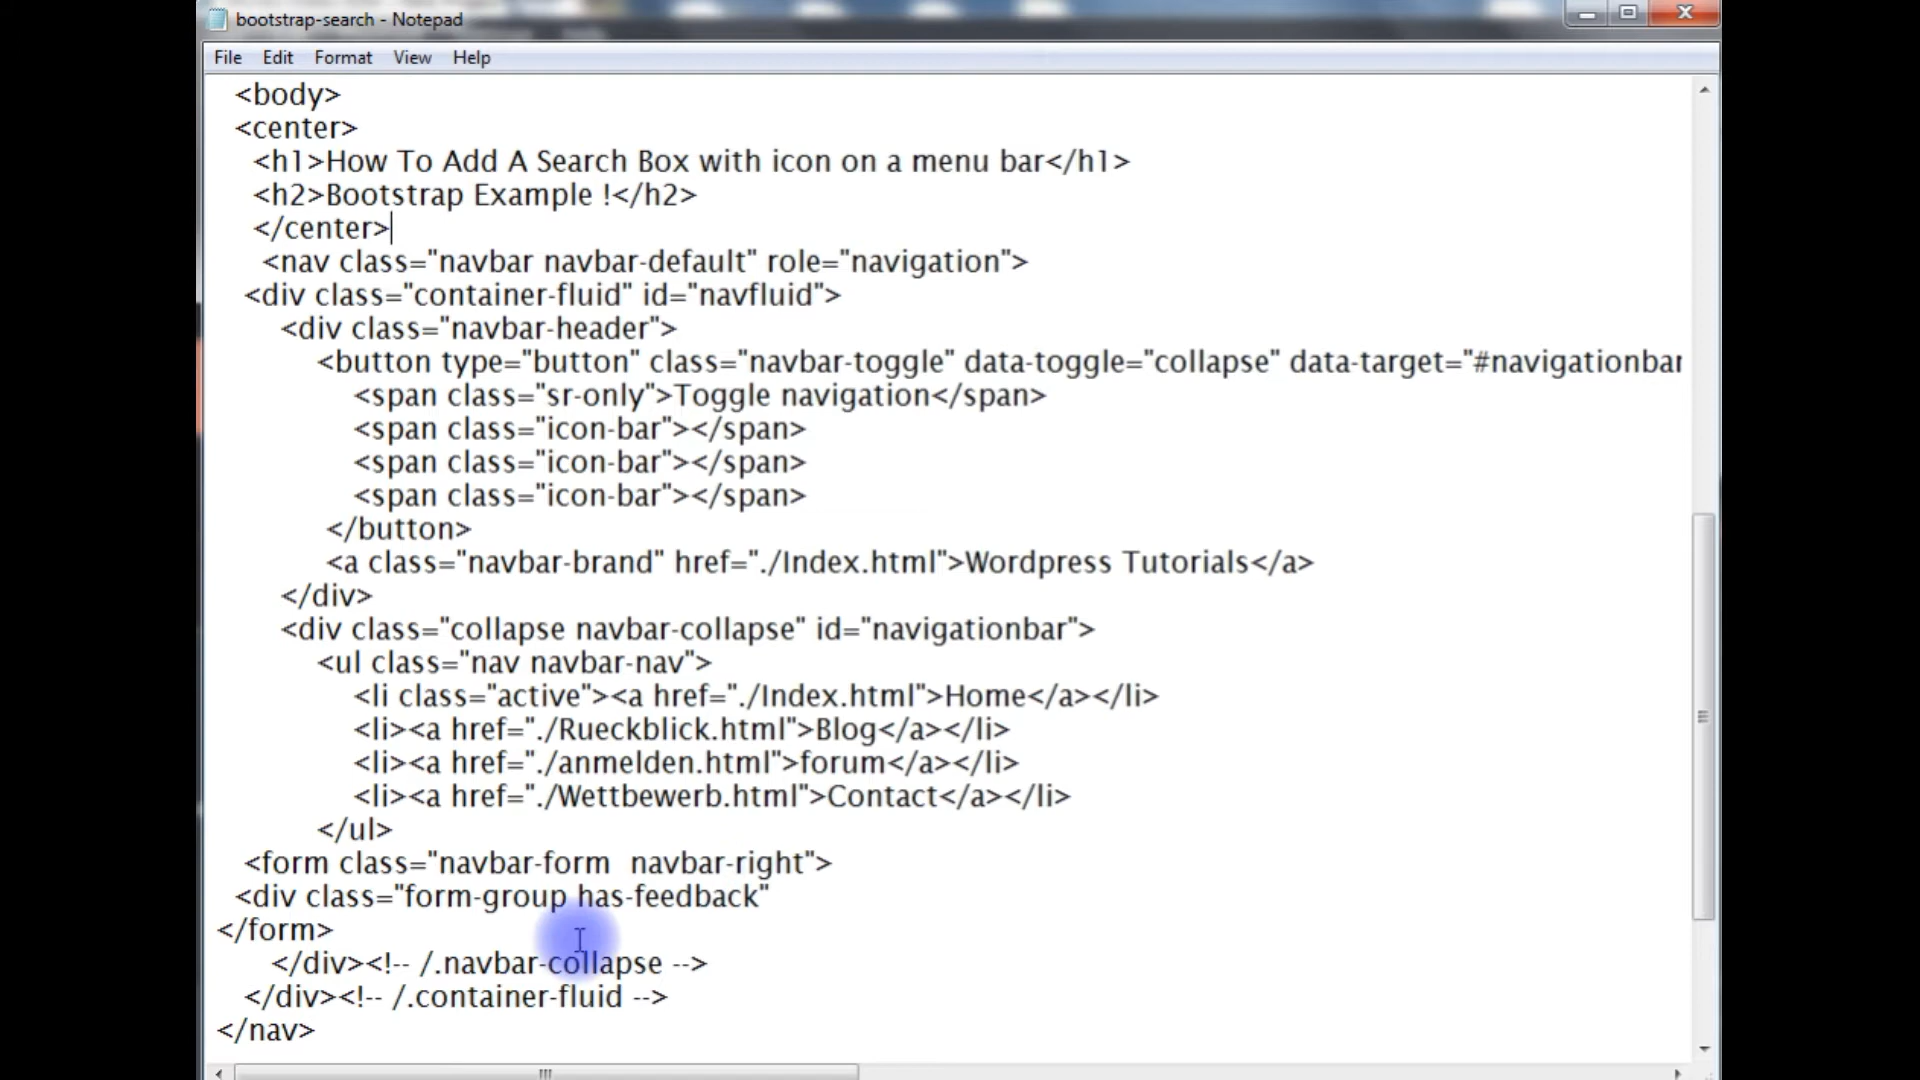 bootstrap-search - Notepad
File Edit Format View Help
<body>
<center>
<h1>How To Add A Search Box with icon on a menu bar</h1>
<h2>Bootstrap Example !</h2>
</center>
<nav class="navbar navbar-default" role="navigation">
<div class="container-fluid" id="navfluid">
<div class="navbar-header">
<button type="button" class="navbar-toggle" data-toggle="collapse" data-target="#navigationbar
<span class="sr-only">Toggle navigation</span>
<span class="icon-bar"></span>
<span class="icon-bar"></span>
<span class="icon-bar"></span>
</button>
<a class="navbar-brand" href="./Index.html">Wordpress Tutorials</a>
</div>
<div class="collapse navbar-collapse" id="navigationbar">
<ul class="nav navbar-nav">
<li class="active"><a href="./Index.html">Home</a></li>
<li><a href="./Rueckblick.html">Blog</a></li>
<li><a href="./anmelden.html">forum</a></li>
<li><a href="./Wettbewerb.html">Contact</a></li>
</ul>
<form class="navbar-form  navbar-right">
<div class="form-group has-feedback"
</form>
</div><!-- /.navbar-collapse -->
</div><!-- /.container-fluid -->
</nav>